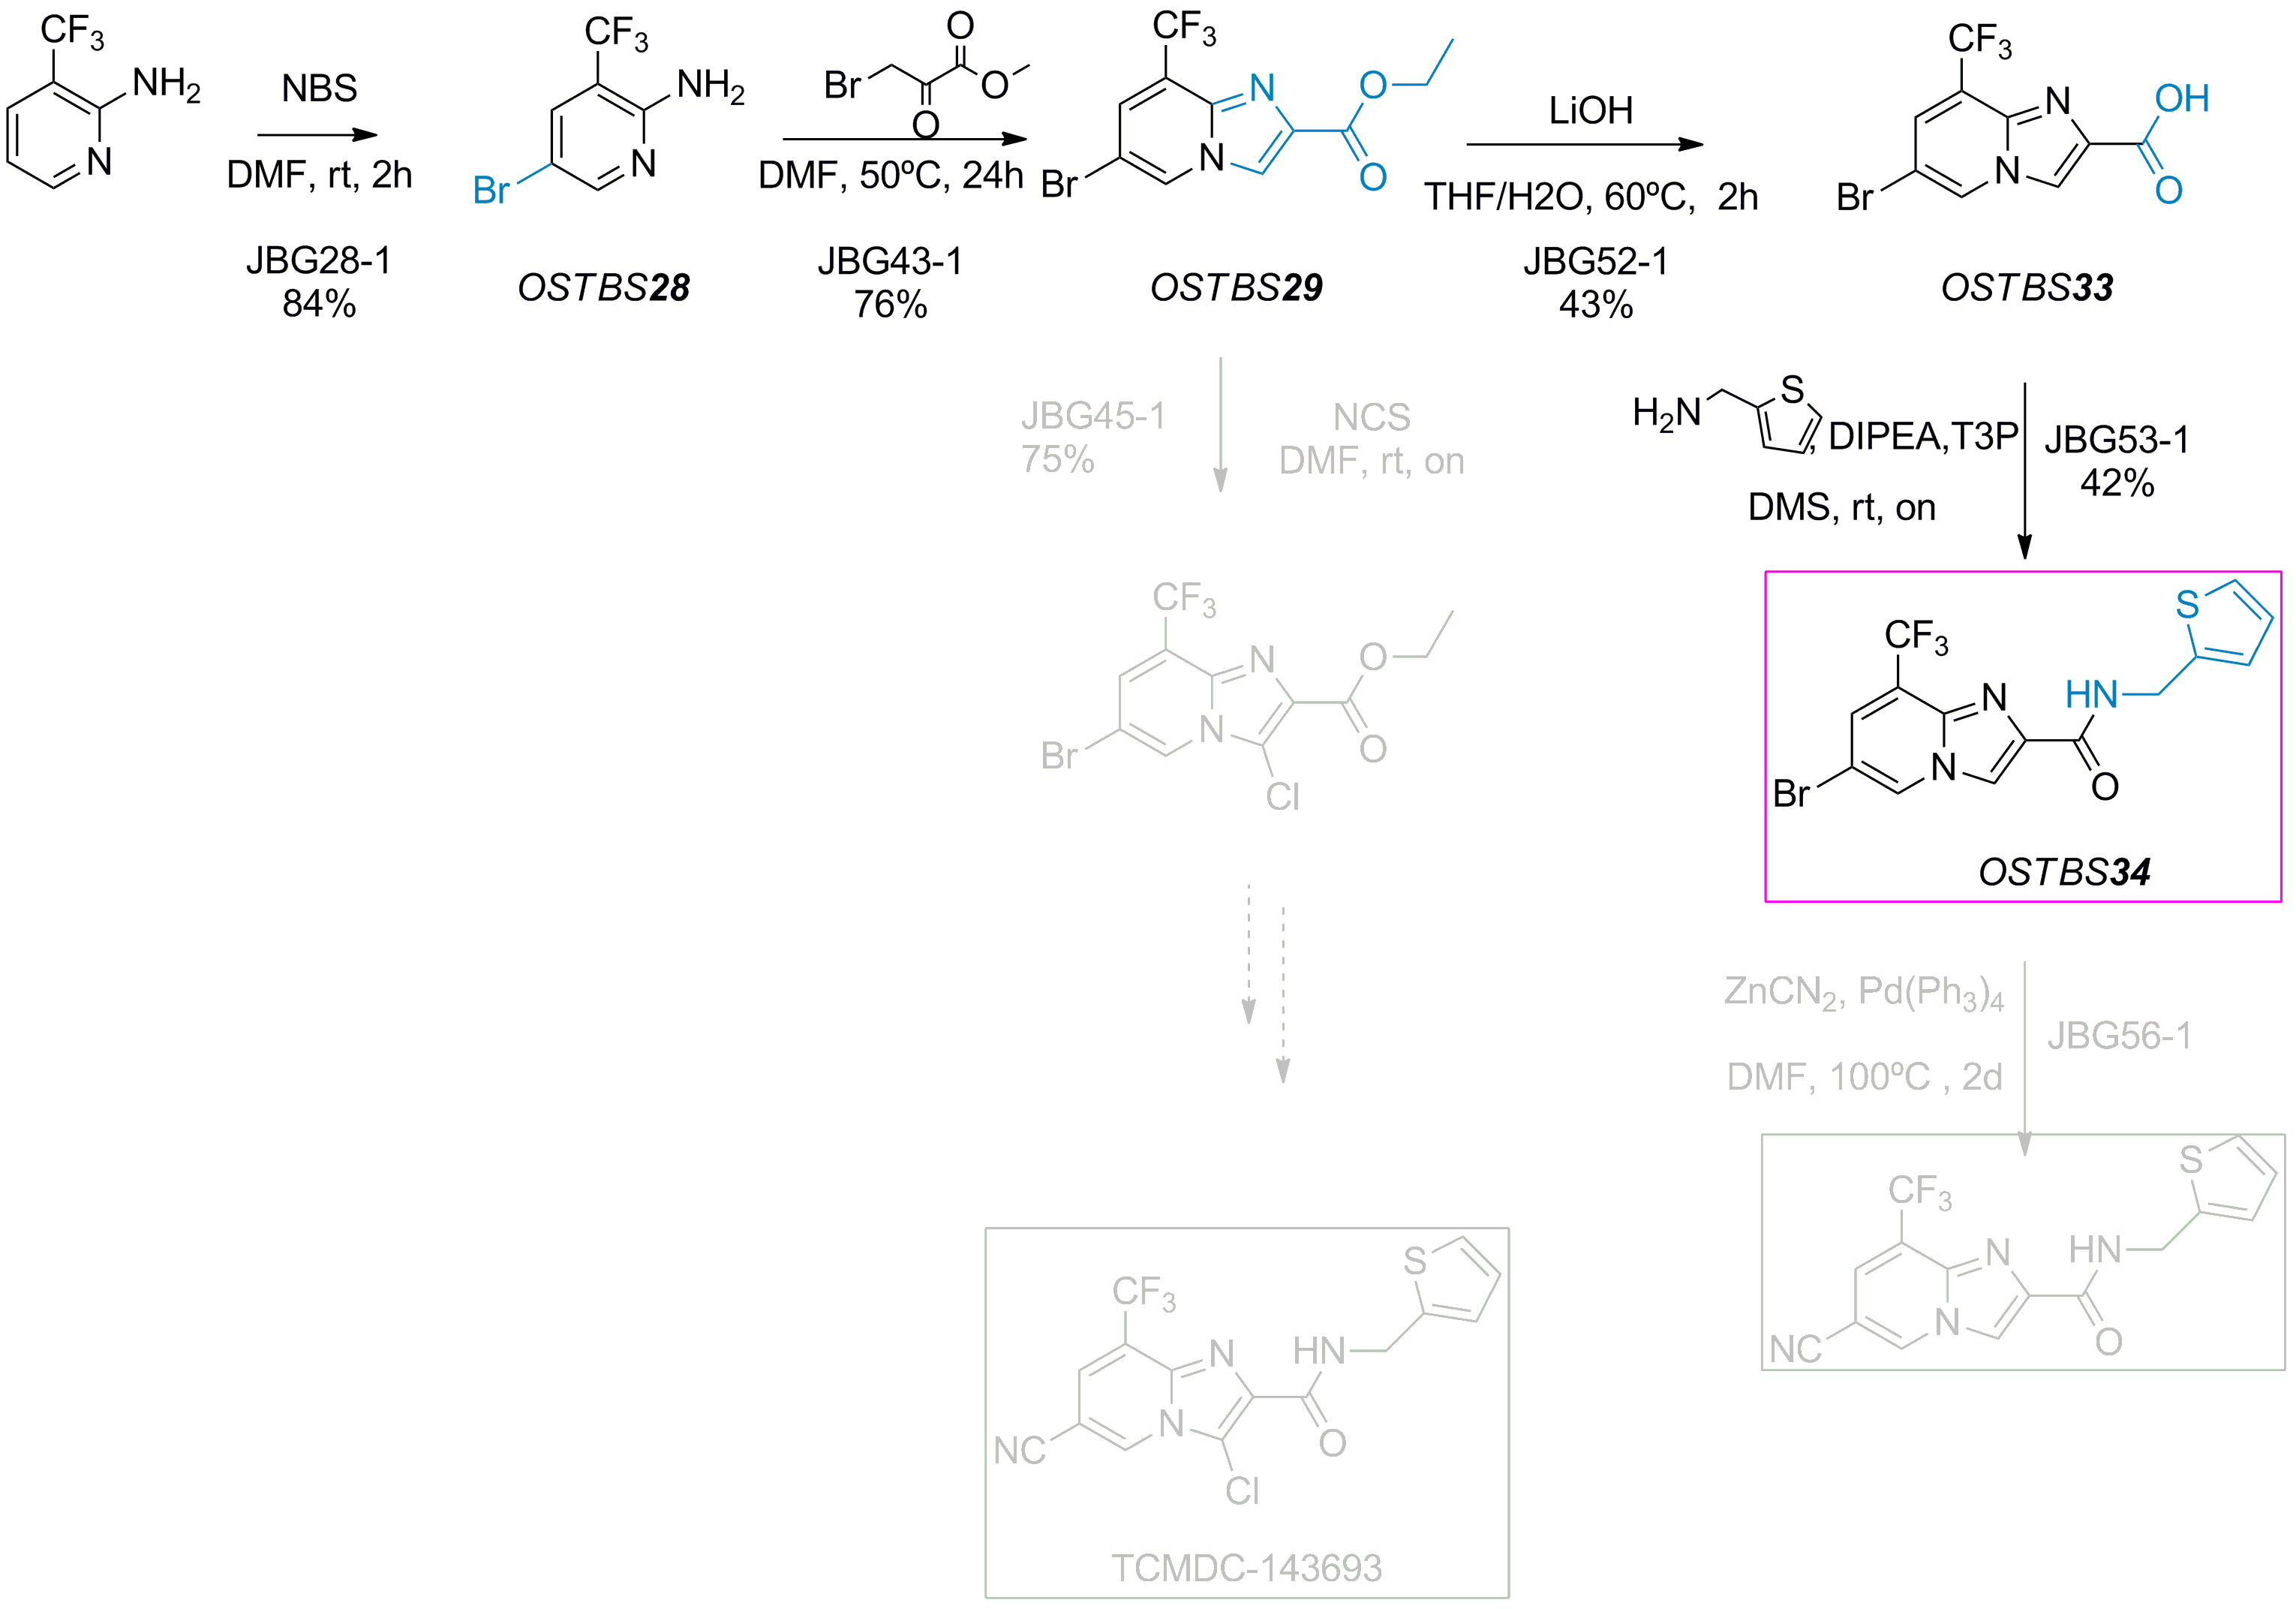 CF3
NH2
N
NBS
DMF, rt, 2h
JBG28-1
84%
CF3
NH2
N
Br
OSTBS28
Br
O
O
O
DMF, 50ºC, 24h
JBG43-1
76%
CF3
N
N
Br
O
O
OSTBS29
LiOH
THF/H2O, 60ºC, 2h
JBG52-1
43%
CF3
N
N
Br
OH
O
OSTBS33
JBG45-1
75%
NCS
DMF, rt, on
H2N
S
, DIPEA,T3P
DMS, rt, on
JBG53-1
42%
CF3
N
N
Br
O
O
Cl
CF3
N
N
Br
HN
O
S
OSTBS34
ZnCN2, Pd(Ph3)4
DMF, 100ºC , 2d
JBG56-1
CF3
N
N
NC
HN
O
S
CF3
N
N
NC
HN
O
S
Cl
TCMDC-143693